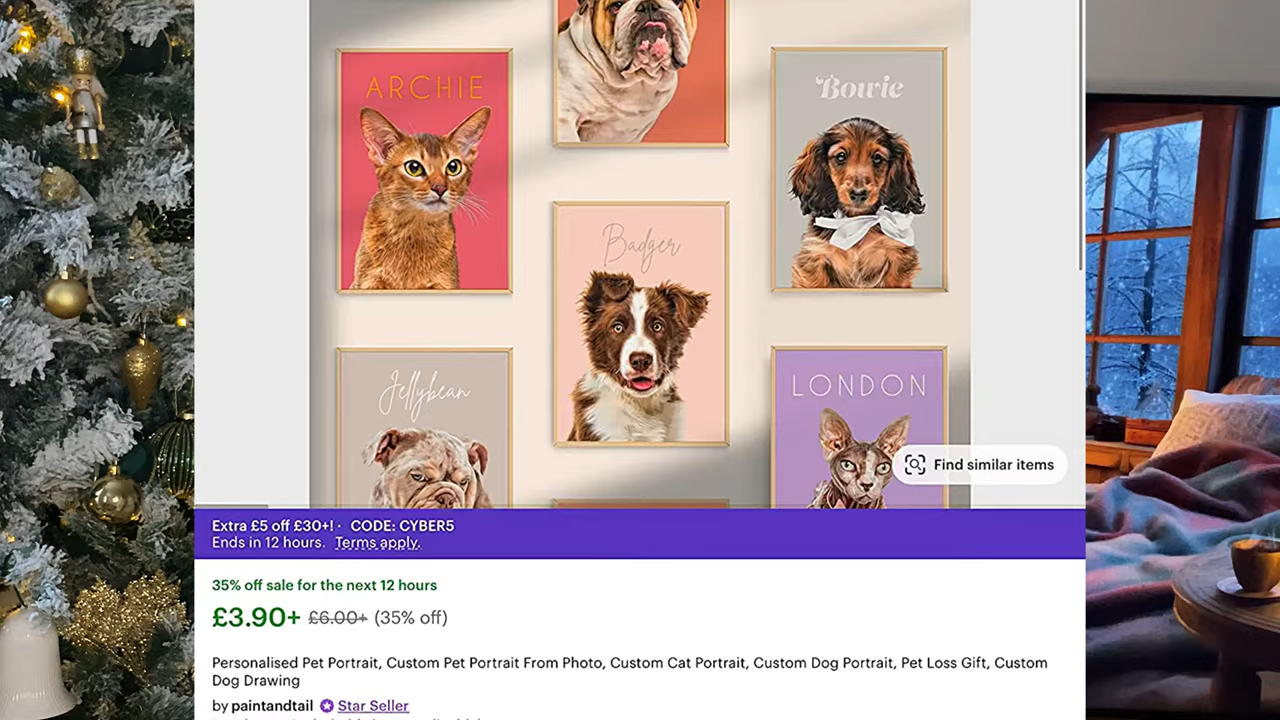 ARCHIE
Bowie
Badger
Jellybean
LONDON
Find similar items
Extra £5 off £30+! · CODE: CYBER5
Ends in 12 hours. Terms apply.
35% off sale for the next 12 hours
£3.90+ £6.00+ (35% off)
Personalised Pet Portrait, Custom Pet Portrait From Photo, Custom Cat Portrait, Custom Dog Portrait, Pet Loss Gift, Custom
Dog Drawing
by paintandtail Star Seller